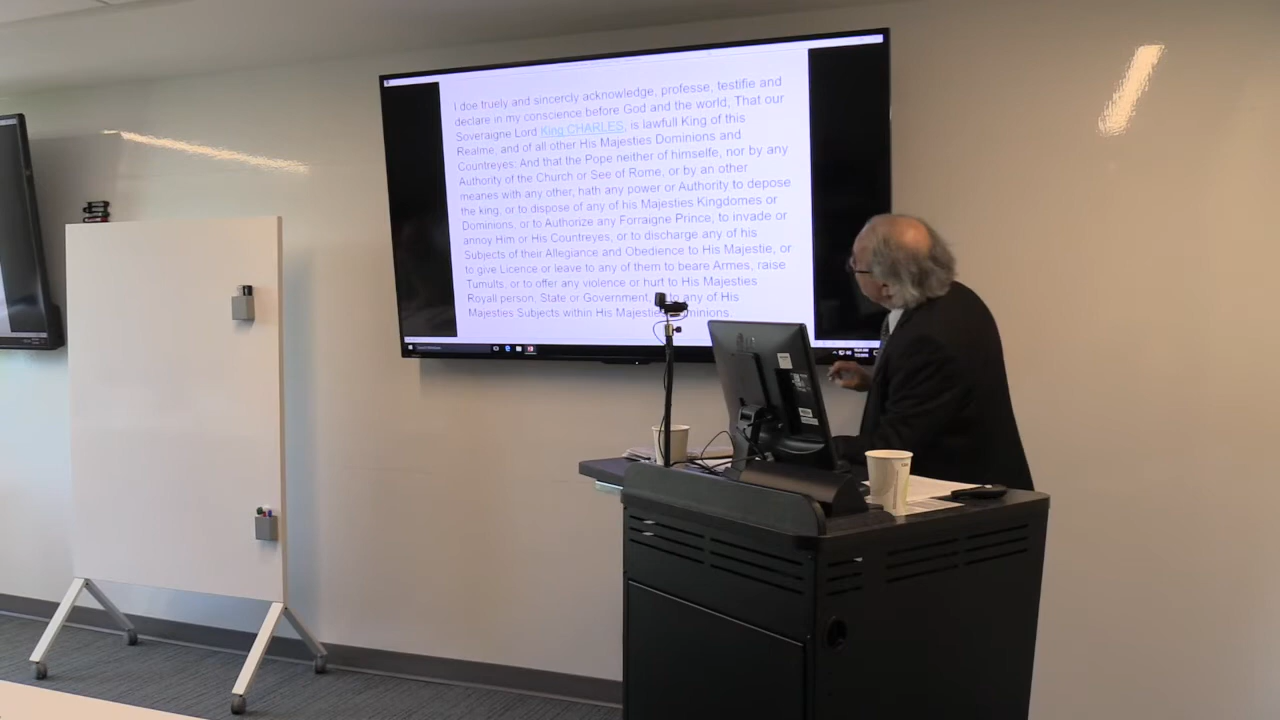 I doe truely and sincercly acknowledge, professe, testifie and
declare in my conscience before God and the world, That our
Soveraigne Lord King CHARLES, is lawfull King of this
Realme, and of all other His Majesties Dominions and
Countreyes: And that the Pope neither of himselfe, nor by any
Authority of the Church or See of Rome, or by an other
meanes with any other, hath any power or Authority to depose
the king, or to dispose of any of his Majesties Kingdomes or
Dominions, or to Authorize any Forraigne Prince, to invade or
annoy Him or His Countreyes, or to discharge any of his
Subjects of their Allegiance and Obedience to His Majestie, or
to give Licence or leave to any of them to beare Armes, raise
Tumults, or to offer any violence or hurt to His Majesties
Royall person, State or Government, to any of His
Majesties Subjects within His Majesties minions.